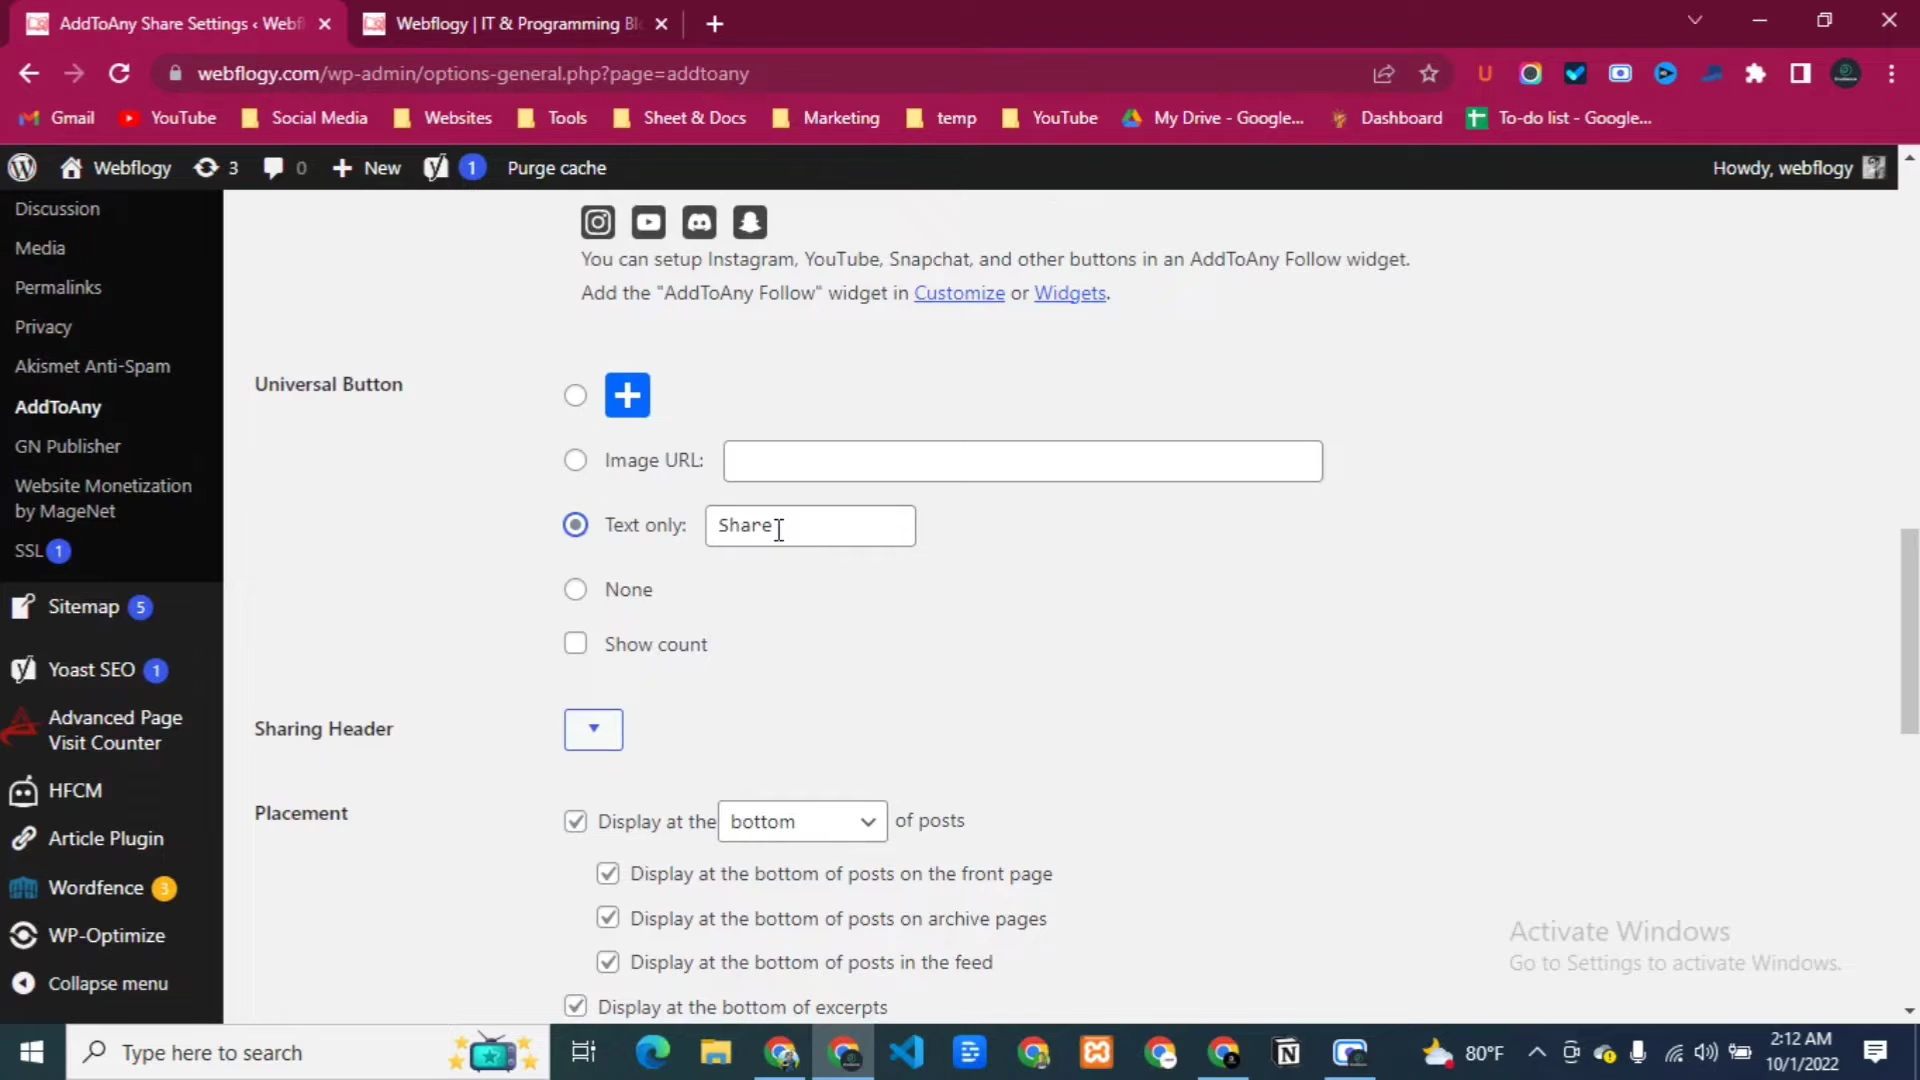 AddToAny Share Settings ‹ Webfl
Webflogy | IT & Programming Bl
webflogy.com/wp-admin/options-general.php?page=addtoany
Gmail YouTube Social Media Websites Tools Sheet & Docs Marketing temp YouTube My Drive - Google... Dashboard To-do list - Google...
Webflogy 3 0 New 1 Purge cache Howdy, webflogy
Discussion
Media
Permalinks
Privacy
Akismet Anti-Spam
AddToAny
GN Publisher
Website Monetization
by MageNet
SSL 1
Sitemap 5
Yoast SEO 1
Advanced Page
Visit Counter
HFCM
Article Plugin
Wordfence 3
WP-Optimize
Collapse menu
You can setup Instagram, YouTube, Snapchat, and other buttons in an AddToAny Follow widget.
Add the "AddToAny Follow" widget in Customize or Widgets.
Universal Button
Image URL:
Text only: Share
None
Show count
Sharing Header
Placement
Display at the bottom of posts
Display at the bottom of posts on the front page
Display at the bottom of posts on archive pages
Display at the bottom of posts in the feed
Display at the bottom of excerpts
Activate Windows
Go to Settings to activate Windows.
Type here to search
80°F
2:12 AM
10/1/2022